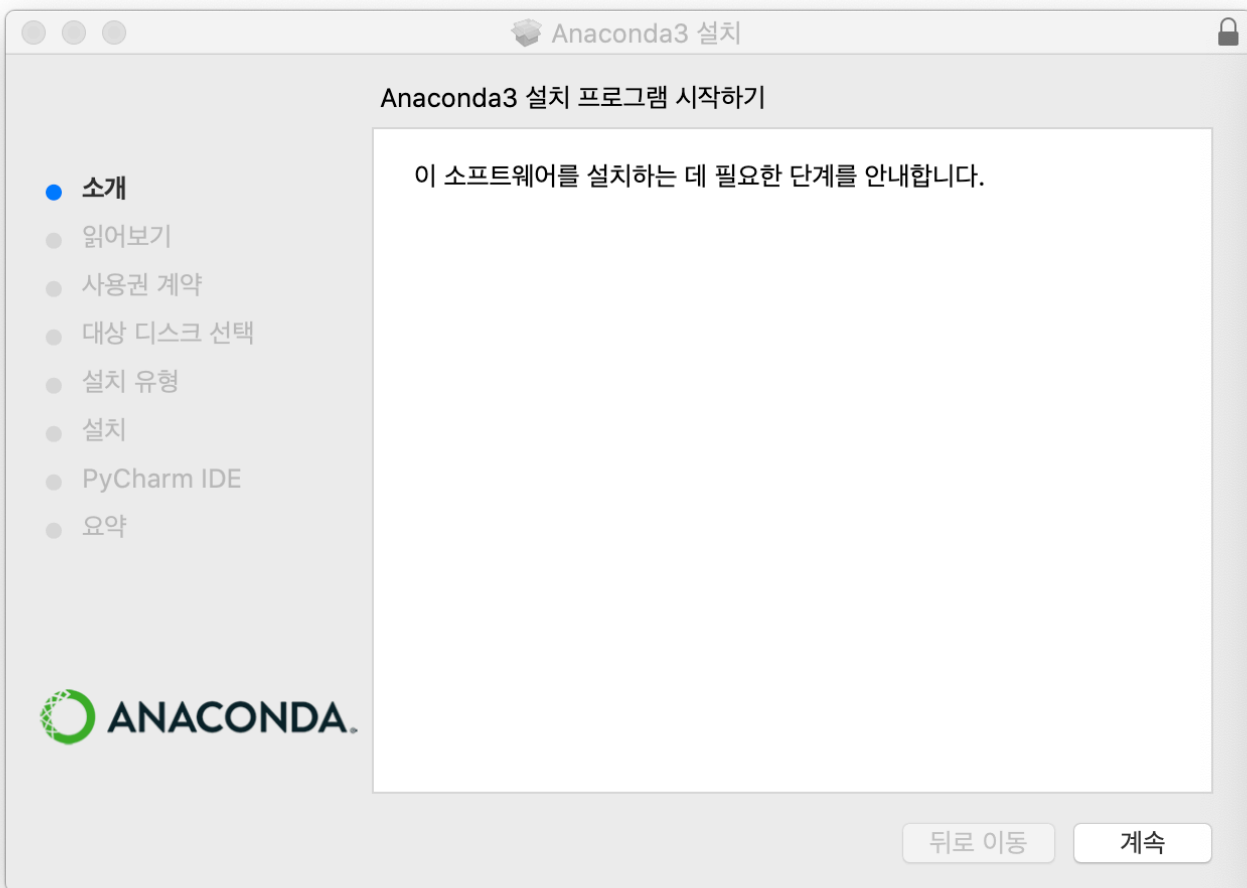 Anaconda3 설치
Anaconda3 설치 프로그램 시작하기
이 소프트웨어를 설치하는 데 필요한 단계를 안내합니다.
소개
읽어보기
사용권 계약
대상 디스크 선택
설치 유형
설치
PyCharm IDE
요약
ANACONDA.
뒤로 이동
계속